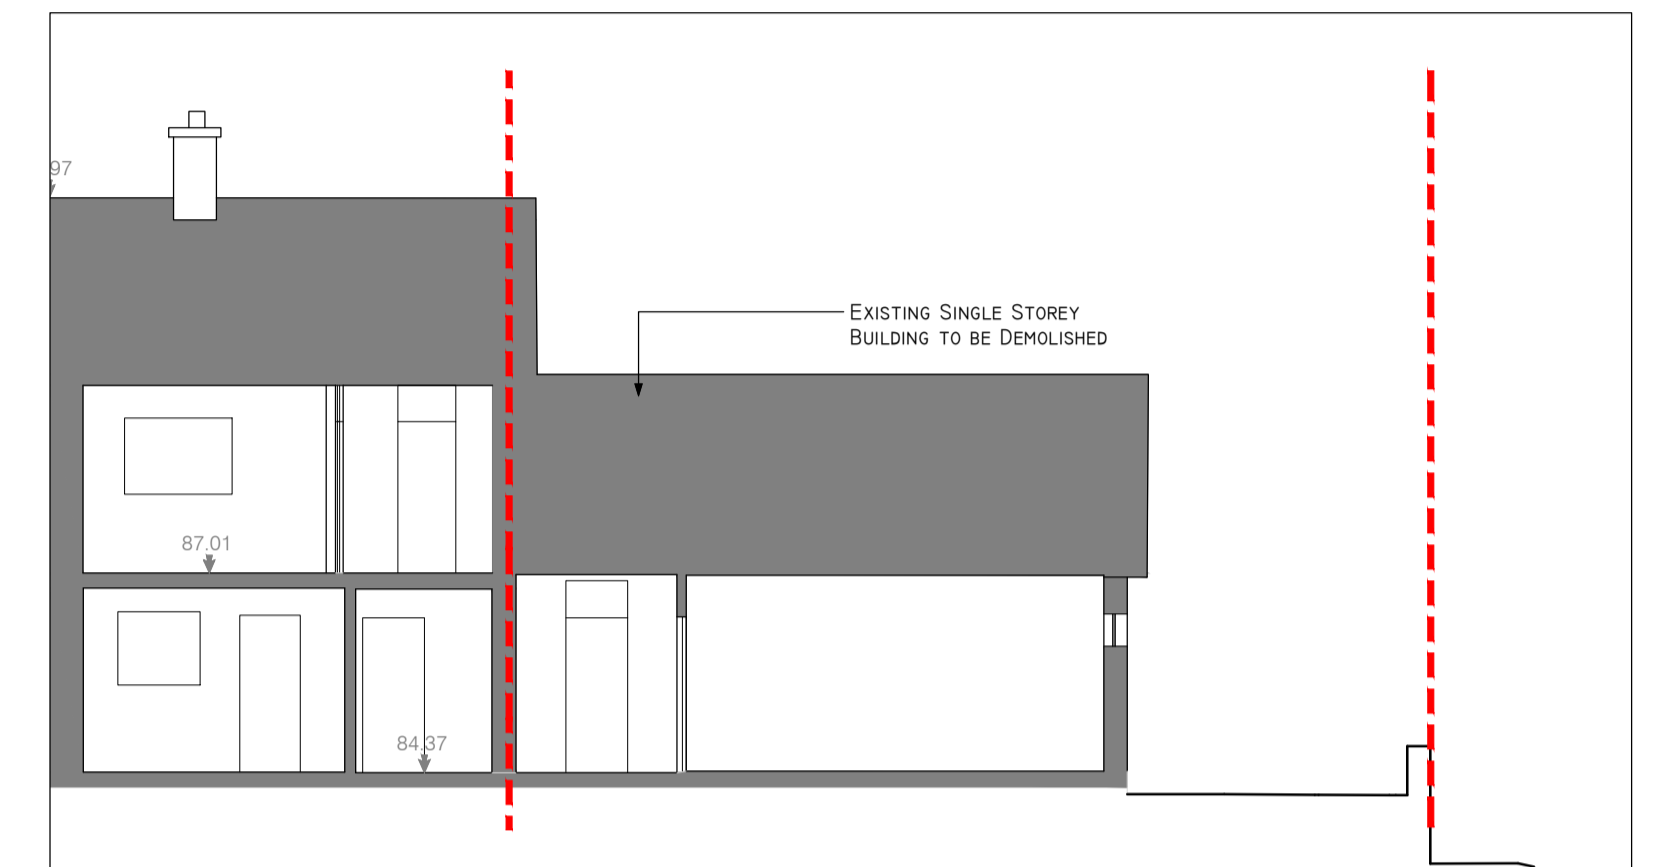 97
Existing Single Storey
Building to be Demolished
87.01
84.37